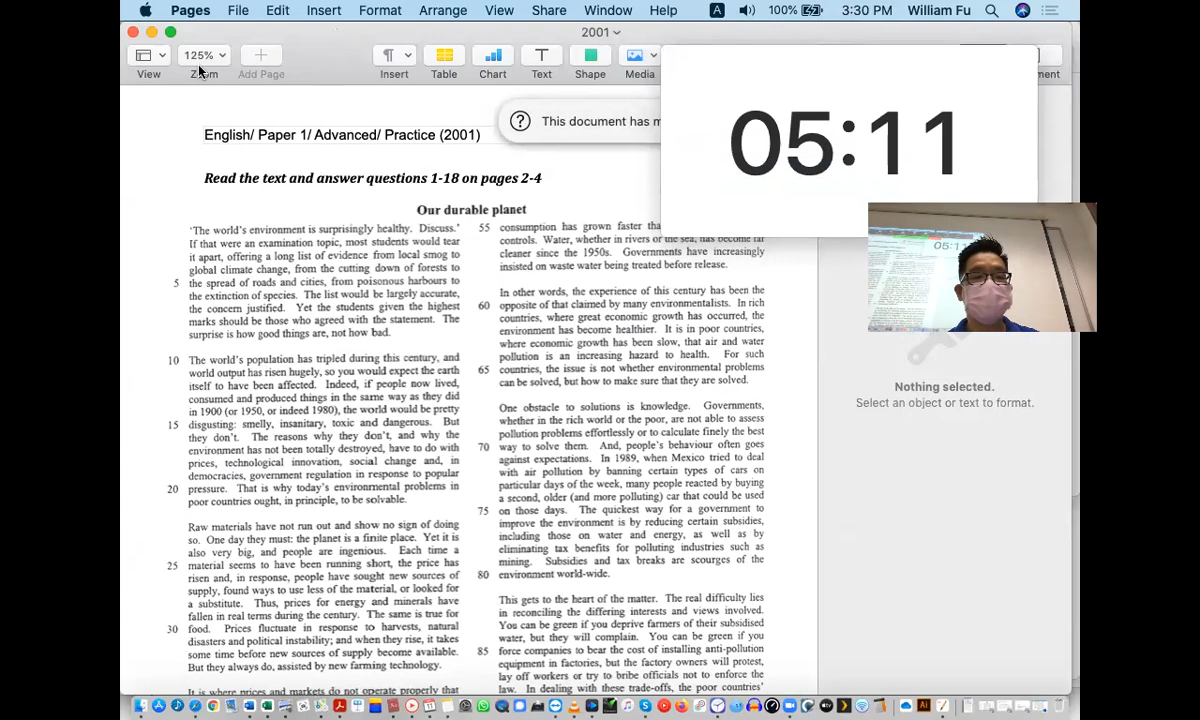 Pages File Edit Insert Format Arrange View Share Window Help A 100% 3:30 PM William Fu
2001
125%
View Zoom Add Page Insert Table Chart Text Shape Media
ment
This document has m
05:11
English/ Paper 1/ Advanced/ Practice (2001)
Read the text and answer questions 1-18 on pages 2-4
Our durable planet
'The world's environment is surprisingly healthy. Discuss.'
If that were an examination topic, most students would tear
it apart, offering a long list of evidence from local smog to
global climate change, from the cutting down of forests to
5 the spread of roads and cities, from poisonous harbours to
the extinction of species. The list would be largely accurate,
the concern justified. Yet the students given the highest
marks should be those who agreed with the statement. The
surprise is how good things are, not how bad.
10 The world's population has tripled during this century, and
world output has risen hugely, so you would expect the earth
itself to have been affected. Indeed, if people now lived,
consumed and produced things in the same way as they did
in 1900 (or 1950, or indeed 1980), the world would be pretty
15 disgusting: smelly, insanitary, toxic and dangerous. But
they don't. The reasons why they don't, and why the
environment has not been totally destroyed, have to do with
prices, technological innovation, social change and, in
democracies, government regulation in response to popular
20 pressure. That is why today's environmental problems in
poor countries ought, in principle, to be solvable.
Raw materials have not run out and show no sign of doing
so. One day they must: the planet is a finite place. Yet it is
also very big, and people are ingenious. Each time a
25 material seems to have been running short, the price has
risen and, in response, people have sought new sources of
supply, found ways to use less of the material, or looked for
a substitute. Thus, prices for energy and minerals have
fallen in real terms during the century. The same is true for
30 food. Prices fluctuate in response to harvests, natural
disasters and political instability; and when they rise, it takes
some time before new sources of supply become available.
But they always do, assisted by new farming technology.
It is where prices and markets do not operate properly that
55 consumption has grown faster tha
controls. Water, whether in rivers or the sea, has become far
cleaner since the 1950s. Governments have increasingly
insisted on waste water being treated before release.
In other words, the experience of this century has been the
60 opposite of that claimed by many environmentalists. In rich
countries, where great economic growth has occurred, the
environment has become healthier. It is in poor countries,
where economic growth has been slow, that air and water
pollution is an increasing hazard to health. For such
65 countries, the issue is not whether environmental problems
can be solved, but how to make sure that they are solved.
One obstacle to solutions is knowledge. Governments,
whether in the rich world or the poor, are not able to assess
pollution problems effortlessly or to calculate finely the best
70 way to solve them. And, people's behaviour often goes
against expectations. In 1989, when Mexico tried to deal
with air pollution by banning certain types of cars on
particular days of the week, many people reacted by buying
a second, older (and more polluting) car that could be used
75 on those days. The quickest way for a government to
improve the environment is by reducing certain subsidies,
including those on water and energy, as well as by
eliminating tax benefits for polluting industries such as
mining. Subsidies and tax breaks are scourges of the
80 environment world-wide.
This gets to the heart of the matter. The real difficulty lies
in reconciling the differing interests and views involved.
You can be green if you deprive farmers of their subsidised
water, but they will complain. You can be green if you
85 force companies to bear the cost of installing anti-pollution
equipment in factories, but the factory owners will protest,
lay off workers or try to bribe officials not to enforce the
law. In dealing with these trade-offs, the poor countries'
Nothing selected.
Select an object or text to format.